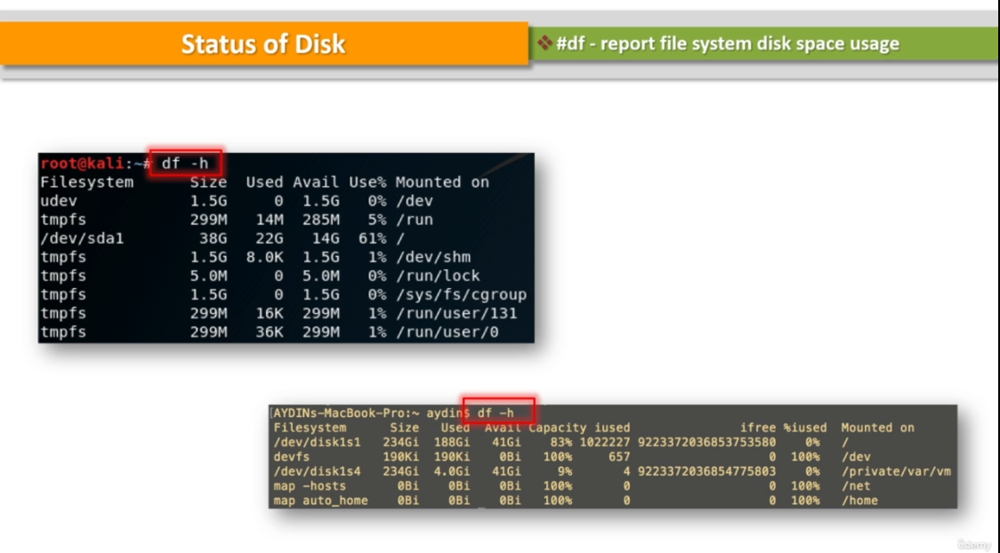 Status of Disk
❖ #df - report file system disk space usage
root@kali:~# df -h
Filesystem Size Used Avail Use% Mounted on
udev 1.5G 0 1.5G 0% /dev
tmpfs 299M 14M 285M 5% /run
/dev/sda1 38G 22G 14G 61% /
tmpfs 1.5G 8.0K 1.5G 1% /dev/shm
tmpfs 5.0M 0 5.0M 0% /run/lock
tmpfs 1.5G 0 1.5G 0% /sys/fs/cgroup
tmpfs 299M 16K 299M 1% /run/user/131
tmpfs 299M 36K 299M 1% /run/user/0
[AYDINs-MacBook-Pro:~ aydin$ df -h
Filesystem Size Used Avail Capacity iused ifree %iused Mounted on
/dev/disk1s1 234Gi 188Gi 41Gi 83% 1022227 9223372036853753580 0% /
devfs 190Ki 190Ki 0Bi 100% 657 0 100% /dev
/dev/disk1s4 234Gi 4.0Gi 41Gi 9% 4 9223372036854775803 0% /private/var/vm
map -hosts 0Bi 0Bi 0Bi 100% 0 0 100% /net
map auto_home 0Bi 0Bi 0Bi 100% 0 0 100% /home
ûdemy